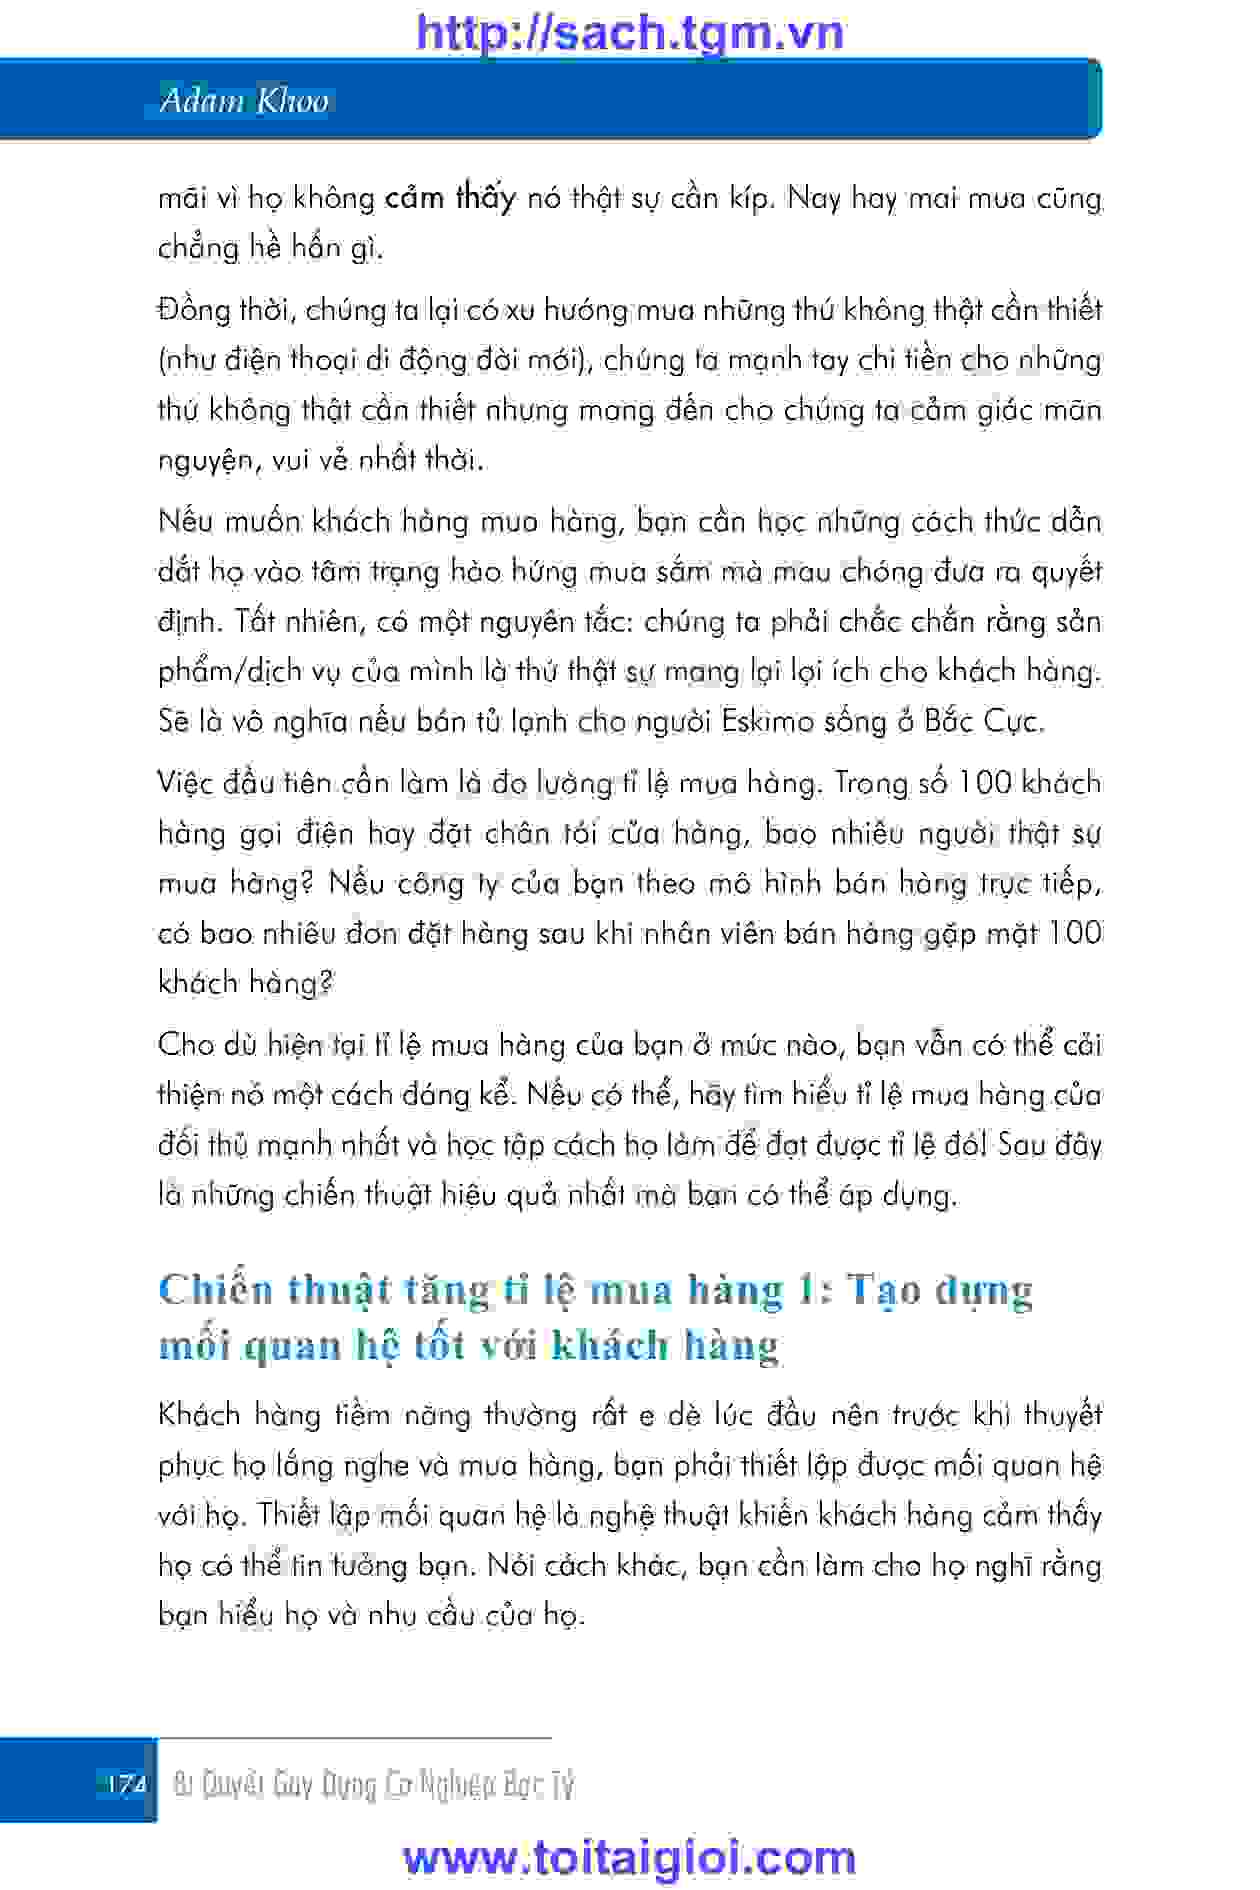 http://sach.tgm.vn
Adam Khoo
mãi vì họ không cảm thấy nó thật sự cần kíp. Nay hay mai mua cũng
chẳng hề hấn gì.
Đồng thời, chúng ta lại có xu hướng mua những thứ không thật cần thiết
(như điện thoại di động đời mới), chúng ta mạnh tay chi tiền cho những
thứ không thật cần thiết nhưng mang đến cho chúng ta cảm giác mãn
nguyện, vui vẻ nhất thời.
Nếu muốn khách hàng mua hàng, bạn cần học những cách thức dẫn
dắt họ vào tâm trạng hào hứng mua sắm mà mau chóng đưa ra quyết
định. Tất nhiên, có một nguyên tắc: chúng ta phải chắc chắn rằng sản
phẩm/dịch vụ của mình là thứ thật sự mang lại lợi ích cho khách hàng.
Sẽ là vô nghĩa nếu bán tủ lạnh cho người Eskimo sống ở Bắc Cực.
Việc đầu tiên cần làm là đo lường tỉ lệ mua hàng. Trong số 100 khách
hàng gọi điện hay đặt chân tới cửa hàng, bao nhiêu người thật sự
mua hàng? Nếu công ty của bạn theo mô hình bán hàng trực tiếp,
có bao nhiêu đơn đặt hàng sau khi nhân viên bán hàng gặp mặt 100
khách hàng?
Cho dù hiện tại tỉ lệ mua hàng của bạn ở mức nào, bạn vẫn có thể cải
thiện nó một cách đáng kể. Nếu có thể, hãy tìm hiểu tỉ lệ mua hàng của
đối thủ mạnh nhất và học tập cách họ làm để đạt được tỉ lệ đó! Sau đây
là những chiến thuật hiệu quả nhất mà bạn có thể áp dụng.
Chiến thuật tăng tỉ lệ mua hàng 1: Tạo dựng
mối quan hệ tốt với khách hàng
Khách hàng tiềm năng thường rất e dè lúc đầu nên trước khi thuyết
phục họ lắng nghe và mua hàng, bạn phải thiết lập được mối quan hệ
với họ. Thiết lập mối quan hệ là nghệ thuật khiến khách hàng cảm thấy
họ có thể tin tưởng bạn. Nói cách khác, bạn cần làm cho họ nghĩ rằng
bạn hiểu họ và nhu cầu của họ.
174 Bí Quyết Gây Dựng Cơ Nghiệp Bạc Tỷ
www.toitaigioi.com